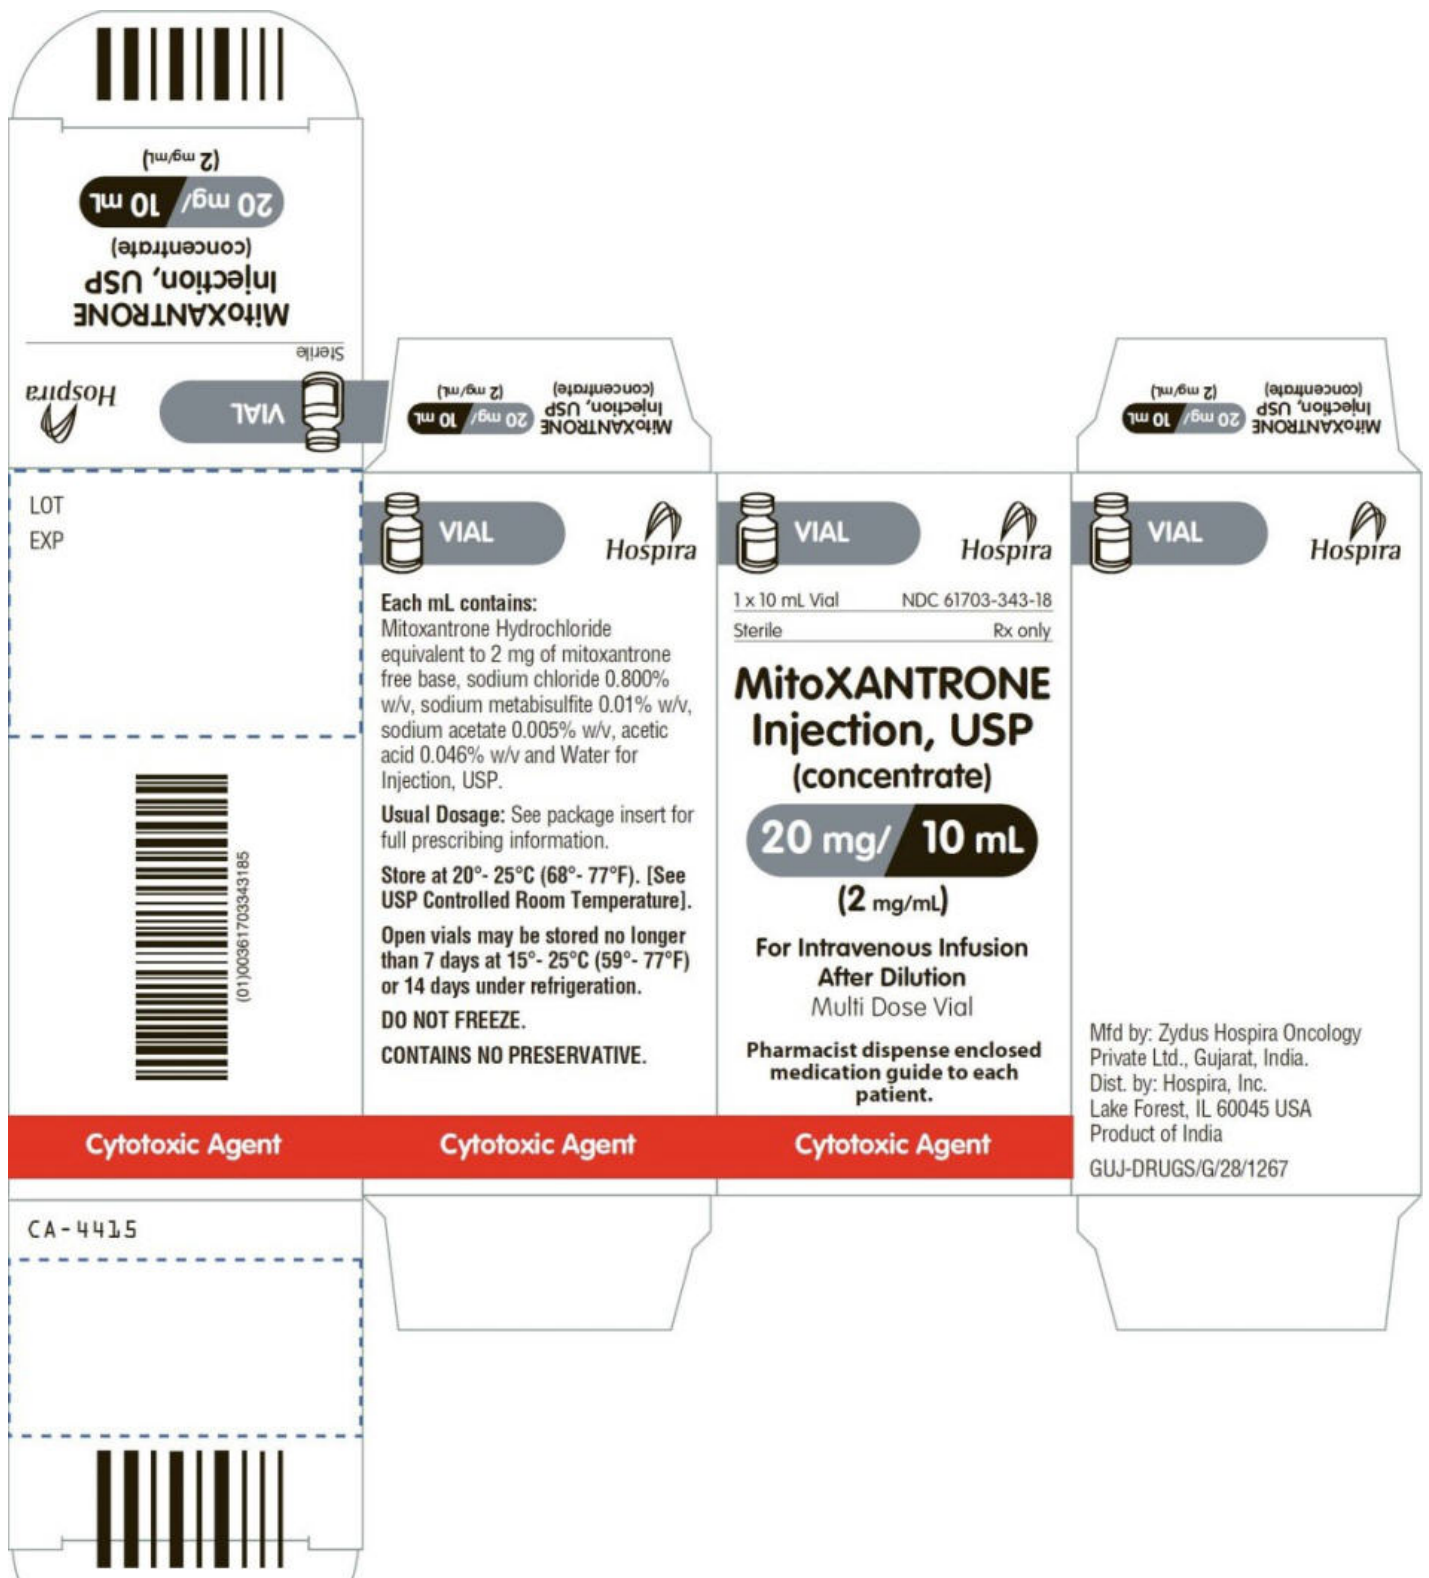 (2 mg/mL)
20 mg/ 10 mL
(concentrate)
Injection, USP
MitoXANTRONE
Sterile
Hospira
VIAL
(2 mg/mL)
20 mg/ 10 mL
MitoXANTRONE
Injection, USP
(concentrate)
(2 mg/mL)
20 mg/ 10 mL
MitoXANTRONE
Injection, USP
(concentrate)
LOT
EXP
(01)00361703343185
Cytotoxic Agent
CA-4415
VIAL
Hospira
Each mL contains:
Mitoxantrone Hydrochloride
equivalent to 2 mg of mitoxantrone
free base, sodium chloride 0.800%
w/v, sodium metabisulfite 0.01% w/v,
sodium acetate 0.005% w/v, acetic
acid 0.046% w/v and Water for
Injection, USP.
Usual Dosage: See package insert for
full prescribing information.
Store at 20°- 25°C (68°- 77°F). [See
USP Controlled Room Temperature].
Open vials may be stored no longer
than 7 days at 15°- 25°C (59°- 77°F)
or 14 days under refrigeration.
DO NOT FREEZE.
CONTAINS NO PRESERVATIVE.
Cytotoxic Agent
VIAL
Hospira
1 x 10 mL Vial NDC 61703-343-18
Sterile Rx only
MitoXANTRONE
Injection, USP
(concentrate)
20 mg/ 10 mL
(2 mg/mL)
For Intravenous Infusion
After Dilution
Multi Dose Vial
Pharmacist dispense enclosed
medication guide to each
patient.
Cytotoxic Agent
VIAL
Hospira
Mfd by: Zydus Hospira Oncology
Private Ltd., Gujarat, India.
Dist. by: Hospira, Inc.
Lake Forest, IL 60045 USA
Product of India
GUJ-DRUGS/G/28/1267